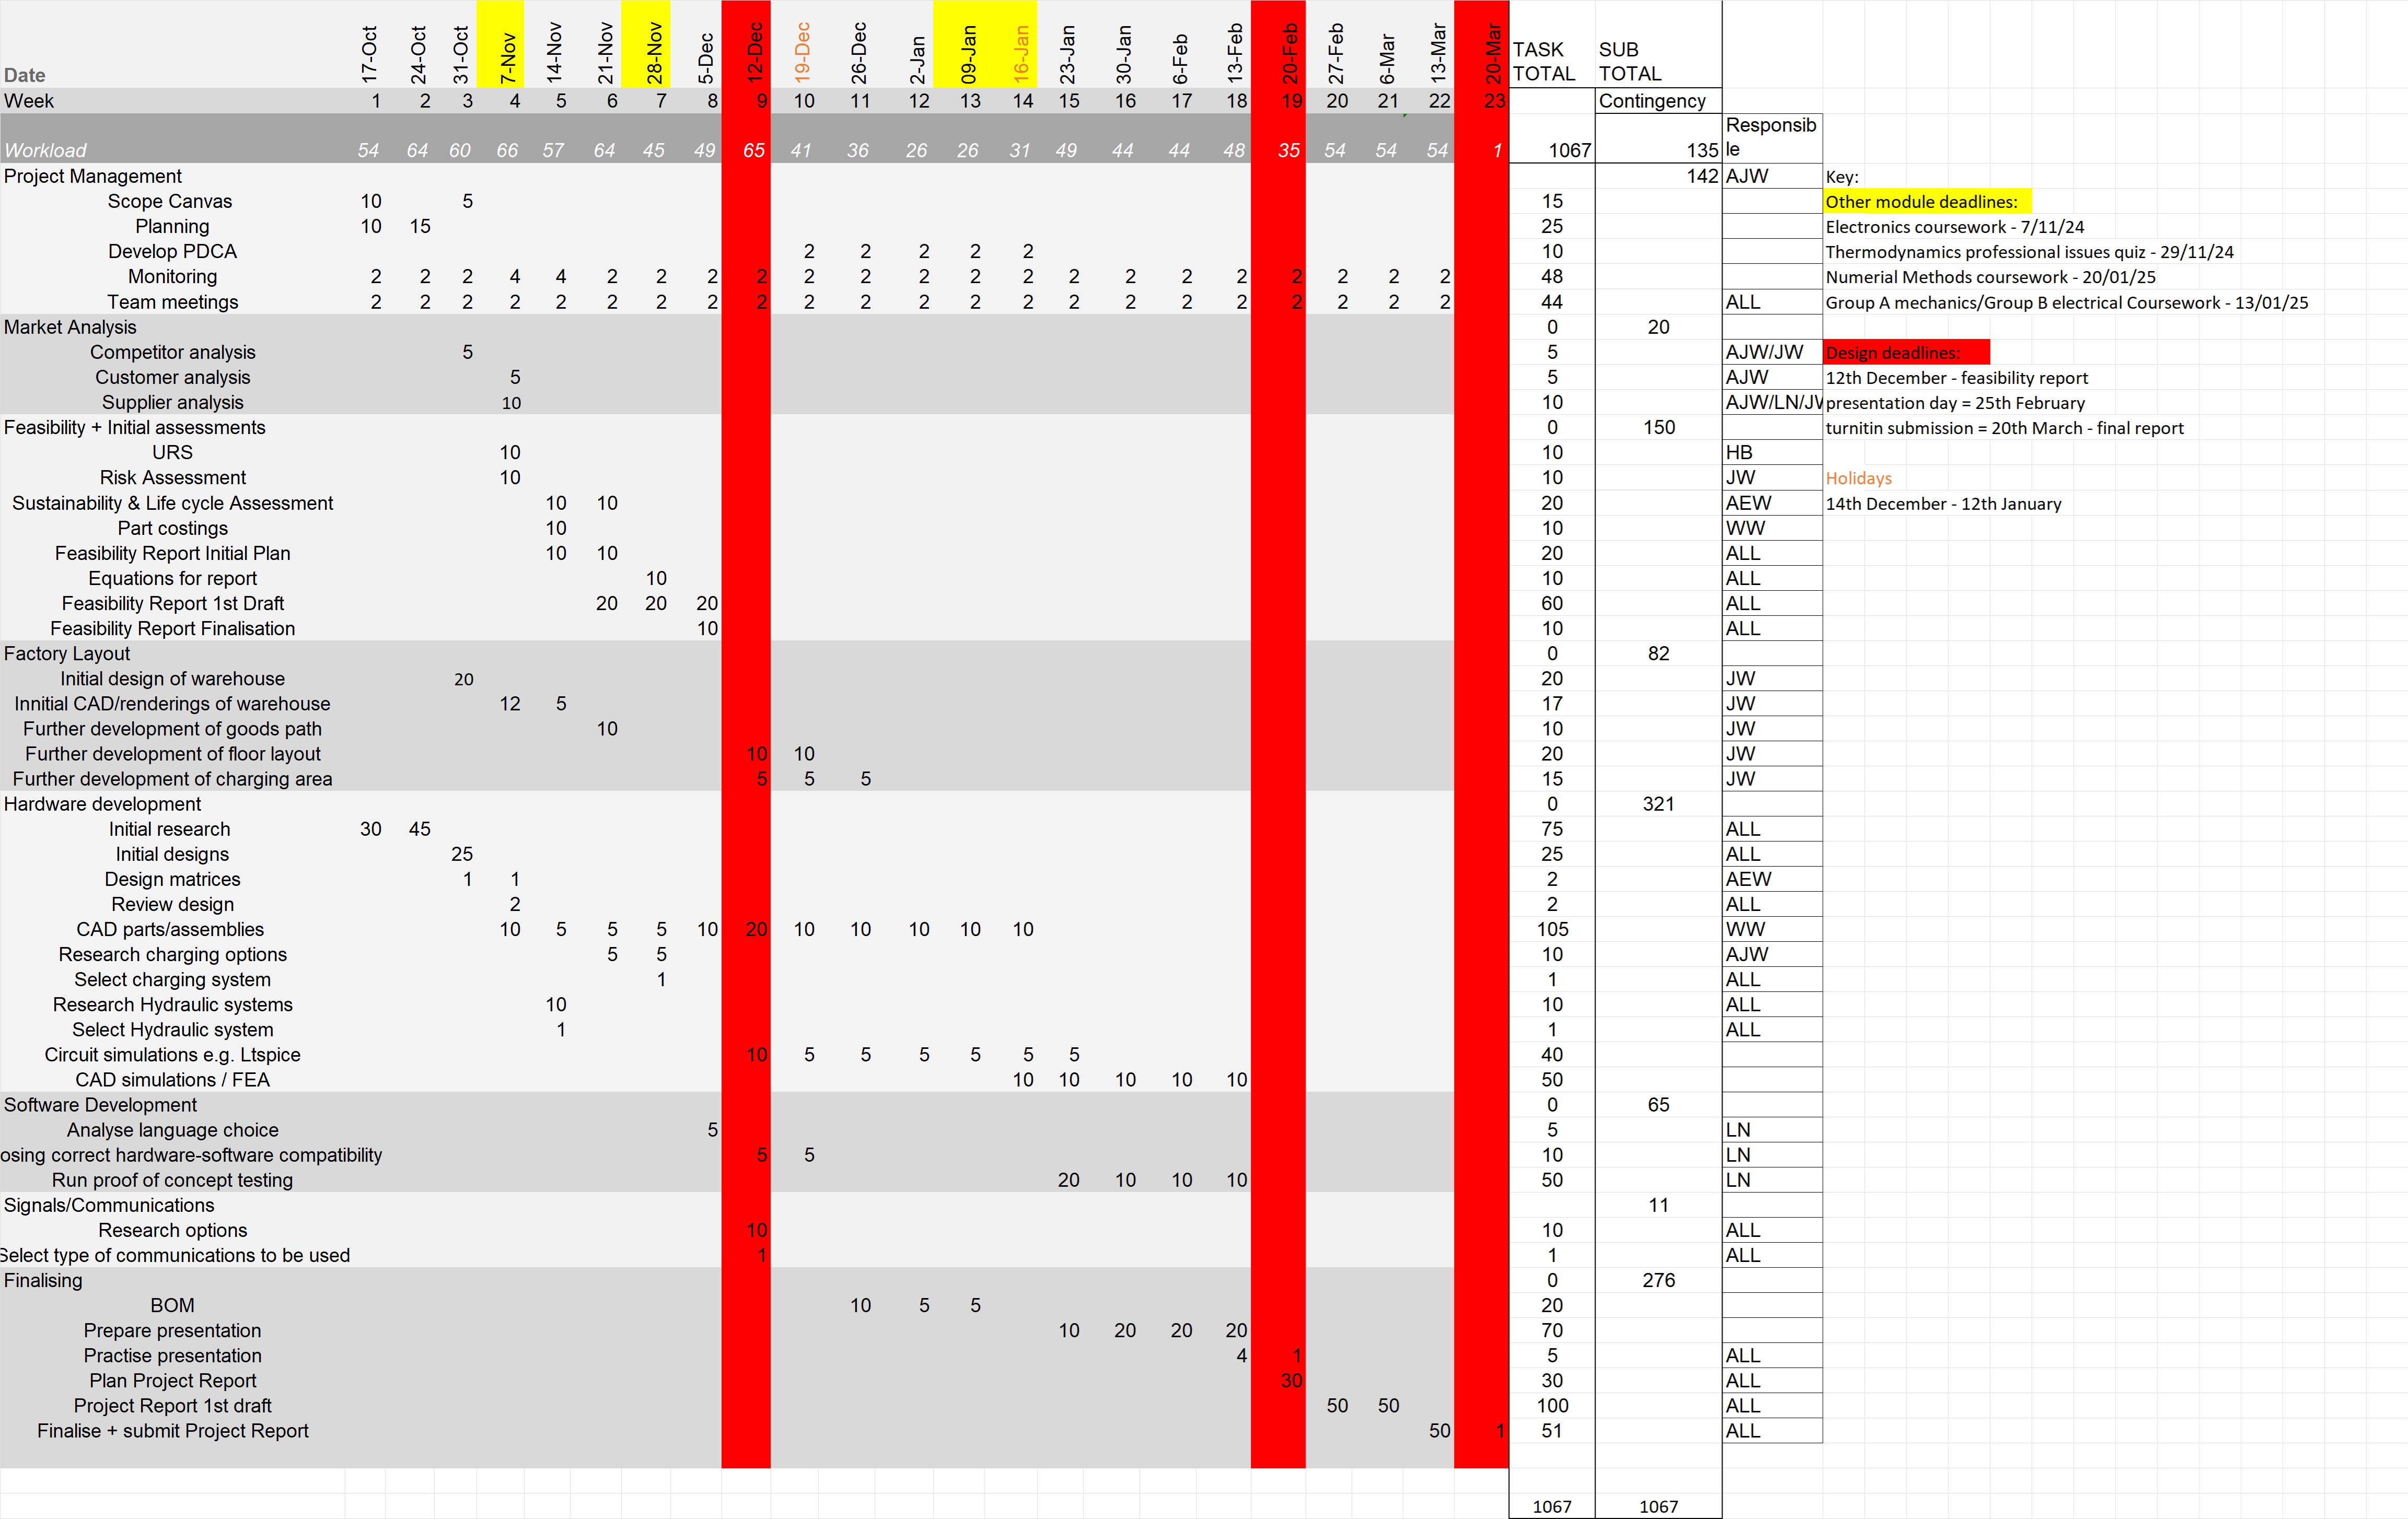 Date 17-Oct 24-Oct 31-Oct 7-Nov 14-Nov 21-Nov 28-Nov 5-Dec 12-Dec 19-Dec 26-Dec 2-Jan 09-Jan 16-Jan 23-Jan 30-Jan 6-Feb 13-Feb 20-Feb 27-Feb 6-Mar 13-Mar 20-Mar TASK TOTAL SUB TOTAL
Week 1 2 3 4 5 6 7 8 9 10 11 12 13 14 15 16 17 18 19 20 21 22 23 Contingency
Workload 54 64 60 66 57 64 45 49 65 41 36 26 26 31 49 44 44 48 35 54 54 54 1 1067 135 Responsib le
Project Management 142 AJW Key:
Scope Canvas 10 5 15 Other module deadlines:
Planning 10 15 25 Electronics coursework - 7/11/24
Develop PDCA 2 2 2 2 2 10 Thermodynamics professional issues quiz - 29/11/24
Monitoring 2 2 2 4 4 2 2 2 2 2 2 2 2 2 2 2 2 2 2 2 2 2 48 Numerial Methods coursework - 20/01/25
Team meetings 2 2 2 2 2 2 2 2 2 2 2 2 2 2 2 2 2 2 2 2 2 2 44 ALL Group A mechanics/Group B electrical Coursework - 13/01/25
Market Analysis 0 20
Competitor analysis 5 5 AJW/JW Design deadlines:
Customer analysis 5 5 AJW 12th December - feasibility report
Supplier analysis 10 10 AJW/LN/JW presentation day = 25th February
Feasibility + Initial assessments 0 150 turnitin submission = 20th March - final report
URS 10 10 HB
Risk Assessment 10 10 JW Holidays
Sustainability & Life cycle Assessment 10 10 20 AEW 14th December - 12th January
Part costings 10 10 WW
Feasibility Report Initial Plan 10 10 20 ALL
Equations for report 10 10 ALL
Feasibility Report 1st Draft 20 20 20 60 ALL
Feasibility Report Finalisation 10 10 ALL
Factory Layout 0 82
Initial design of warehouse 20 20 JW
Innitial CAD/renderings of warehouse 12 5 17 JW
Further development of goods path 10 10 JW
Further development of floor layout 10 10 20 JW
Further development of charging area 5 5 5 15 JW
Hardware development 0 321
Initial research 30 45 75 ALL
Initial designs 25 25 ALL
Design matrices 1 1 2 AEW
Review design 2 2 ALL
CAD parts/assemblies 10 5 5 5 10 20 10 10 10 10 10 105 WW
Research charging options 5 5 10 AJW
Select charging system 1 1 ALL
Research Hydraulic systems 10 10 ALL
Select Hydraulic system 1 1 ALL
Circuit simulations e.g. Ltspice 10 5 5 5 5 5 5 40
CAD simulations / FEA 10 10 10 10 10 50
Software Development 0 65
Analyse language choice 5 5 LN
osing correct hardware-software compatibility 5 5 10 LN
Run proof of concept testing 20 10 10 10 50 LN
Signals/Communications 11
Research options 10 10 ALL
Select type of communications to be used 1 1 ALL
Finalising 0 276
BOM 10 5 5 20
Prepare presentation 10 20 20 20 70
Practise presentation 4 1 5 ALL
Plan Project Report 30 30 ALL
Project Report 1st draft 50 50 100 ALL
Finalise + submit Project Report 50 1 51 ALL
1067 1067